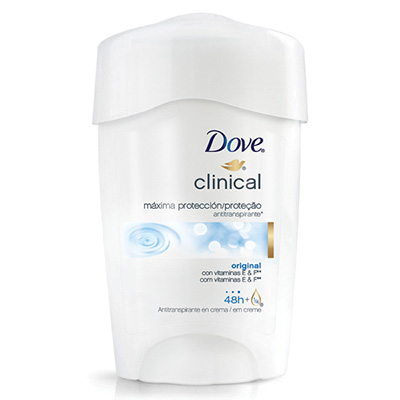 Dove
clinical
máxima protección/proteção
antitranspirante*
original
con vitaminas E & F**
com vitaminas E & F**
48h+
Antitranspirante en crema / em creme